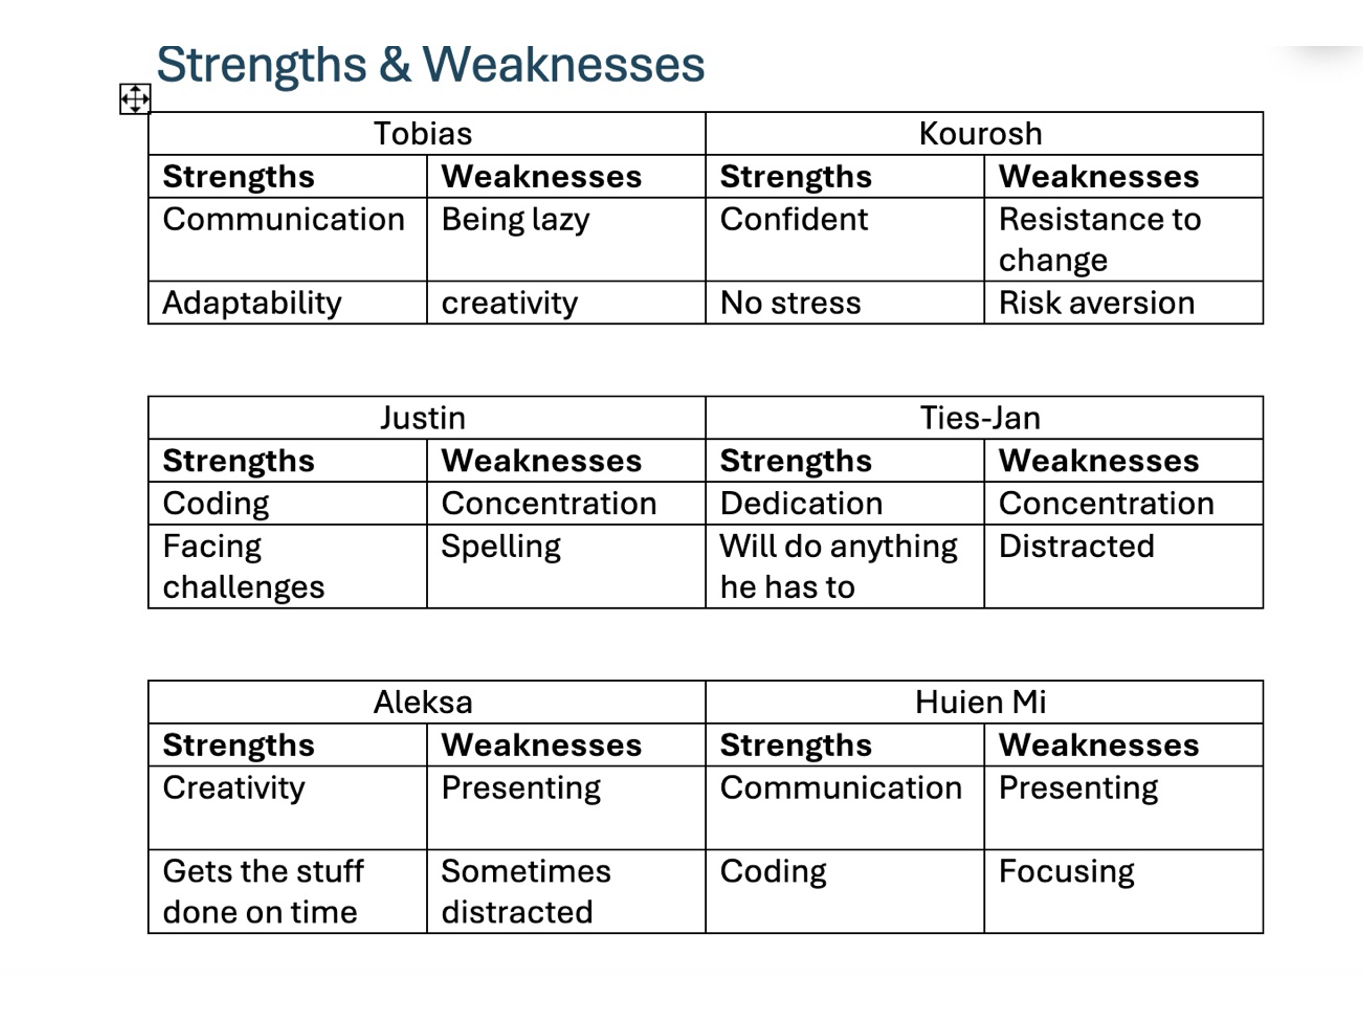 Strengths & Weaknesses
Tobias Kourosh
Strengths Weaknesses Strengths Weaknesses
Communication Being lazy Confident Resistance to
change
Adaptability creativity No stress Risk aversion
Justin Ties-Jan
Strengths Weaknesses Strengths Weaknesses
Coding Concentration Dedication Concentration
Facing Spelling Will do anything Distracted
challenges he has to
Aleksa Huien Mi
Strengths Weaknesses Strengths Weaknesses
Creativity Presenting Communication Presenting
Gets the stuff Sometimes Coding Focusing
done on time distracted